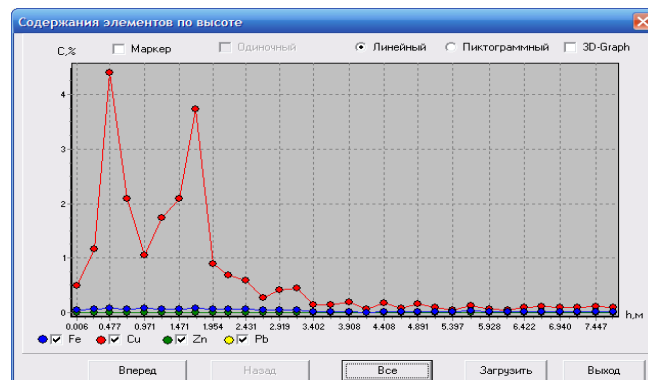 Содержания элементов по высоте
C,% Маркер Одиночный Линейный Пиктограммный 3D-Graph
4
3
2
1
0
0.006 0.477 0.971 1.471 1.954 2.431 2.919 3.402 3.908 4.408 4.891 5.397 5.928 6.422 6.940 7.447 h,м
Fe Cu Zn Pb
Вперед Назад Все Загрузить Выход